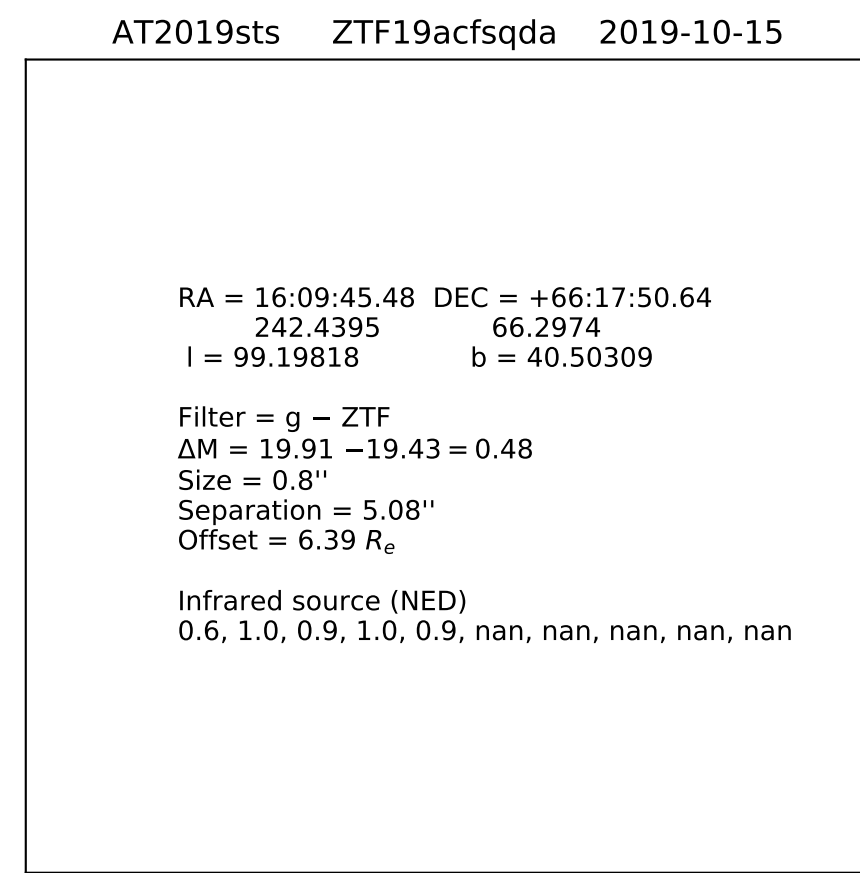 AT2019sts ZTF19acfsqda 2019-10-15
RA = 16:09:45.48 DEC = +66:17:50.64
242.4395 66.2974
l = 99.19818 b = 40.50309
Filter = g − ZTF
ΔM = 19.91 −19.43 = 0.48
Size = 0.8''
Separation = 5.08''
Offset = 6.39 Rₑ
Infrared source (NED)
0.6, 1.0, 0.9, 1.0, 0.9, nan, nan, nan, nan, nan